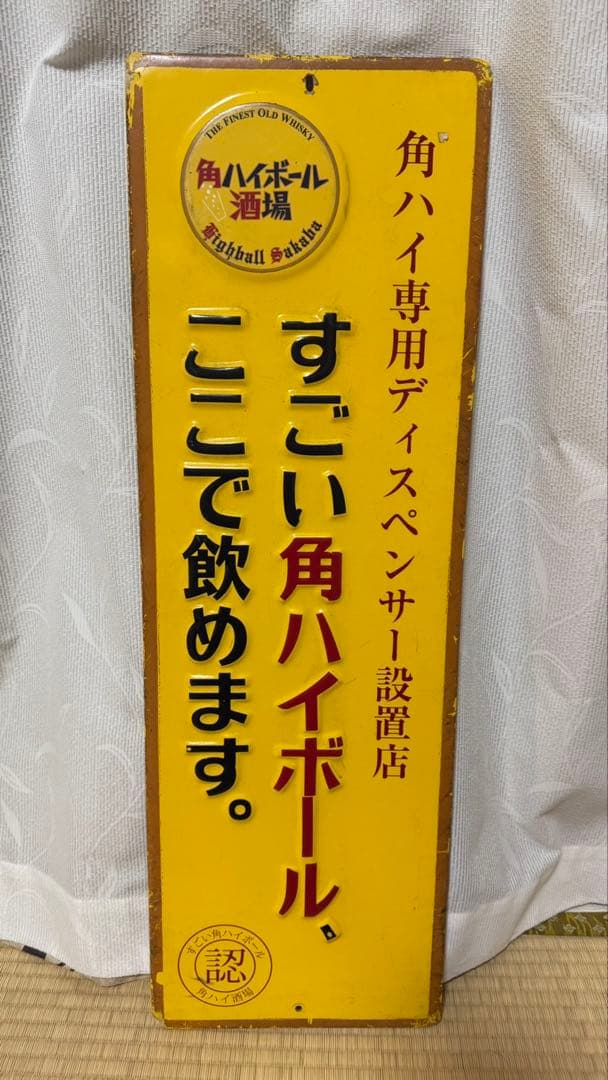 THE FINEST OLD WHISKY
角ハイボール
酒場
Highball Sakaba
角ハイ専用ディスペンサー設置店
すごい角ハイボール、
ここで飲めます。
すごい角ハイボール
認
角ハイ酒場